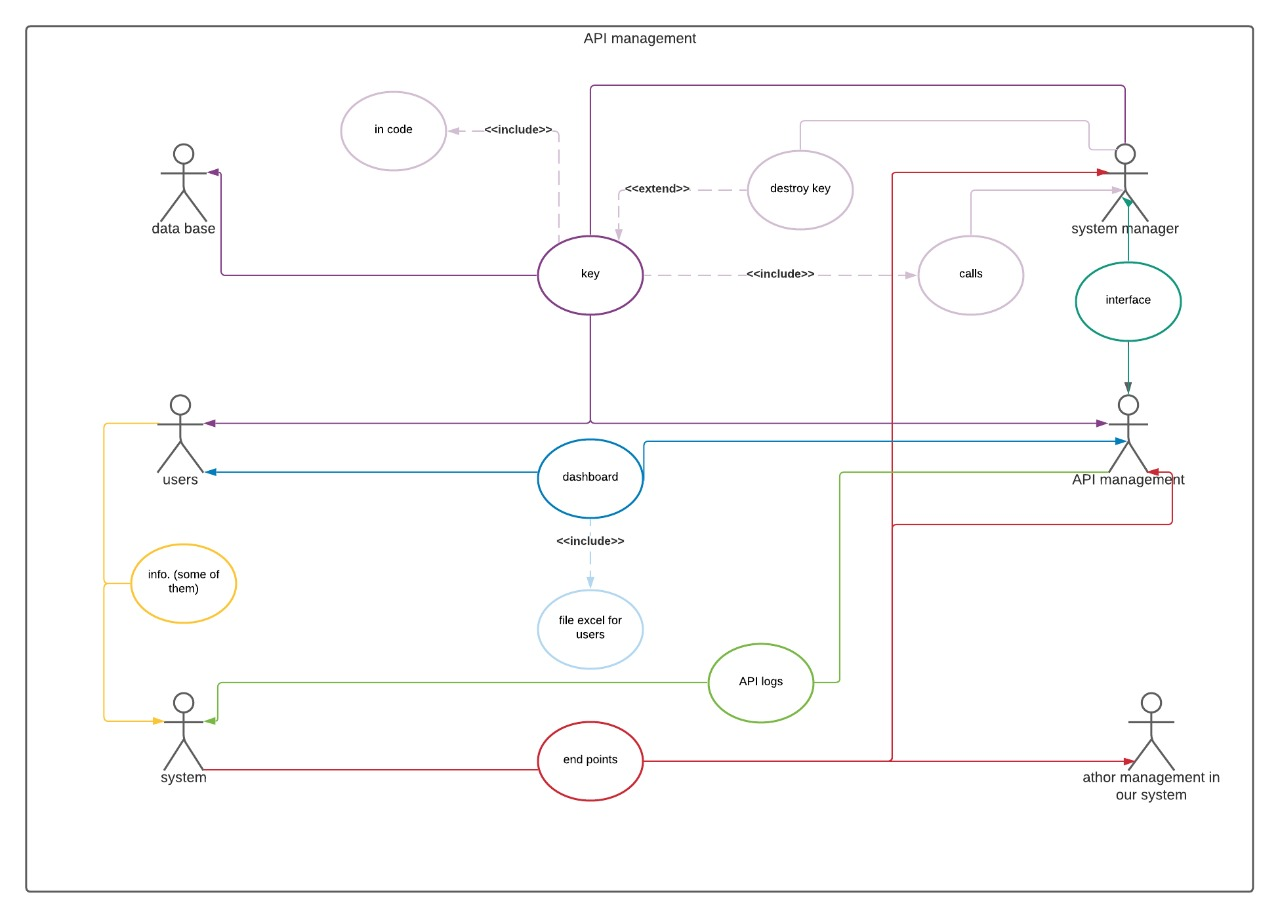 API management
in code
<<include>>
destroy key
<<extend>>
data base
system manager
key
<<include>>
calls
interface
users
dashboard
API management
<<include>>
info. (some of
them)
file excel for
users
API logs
end points
system
athor management in
our system